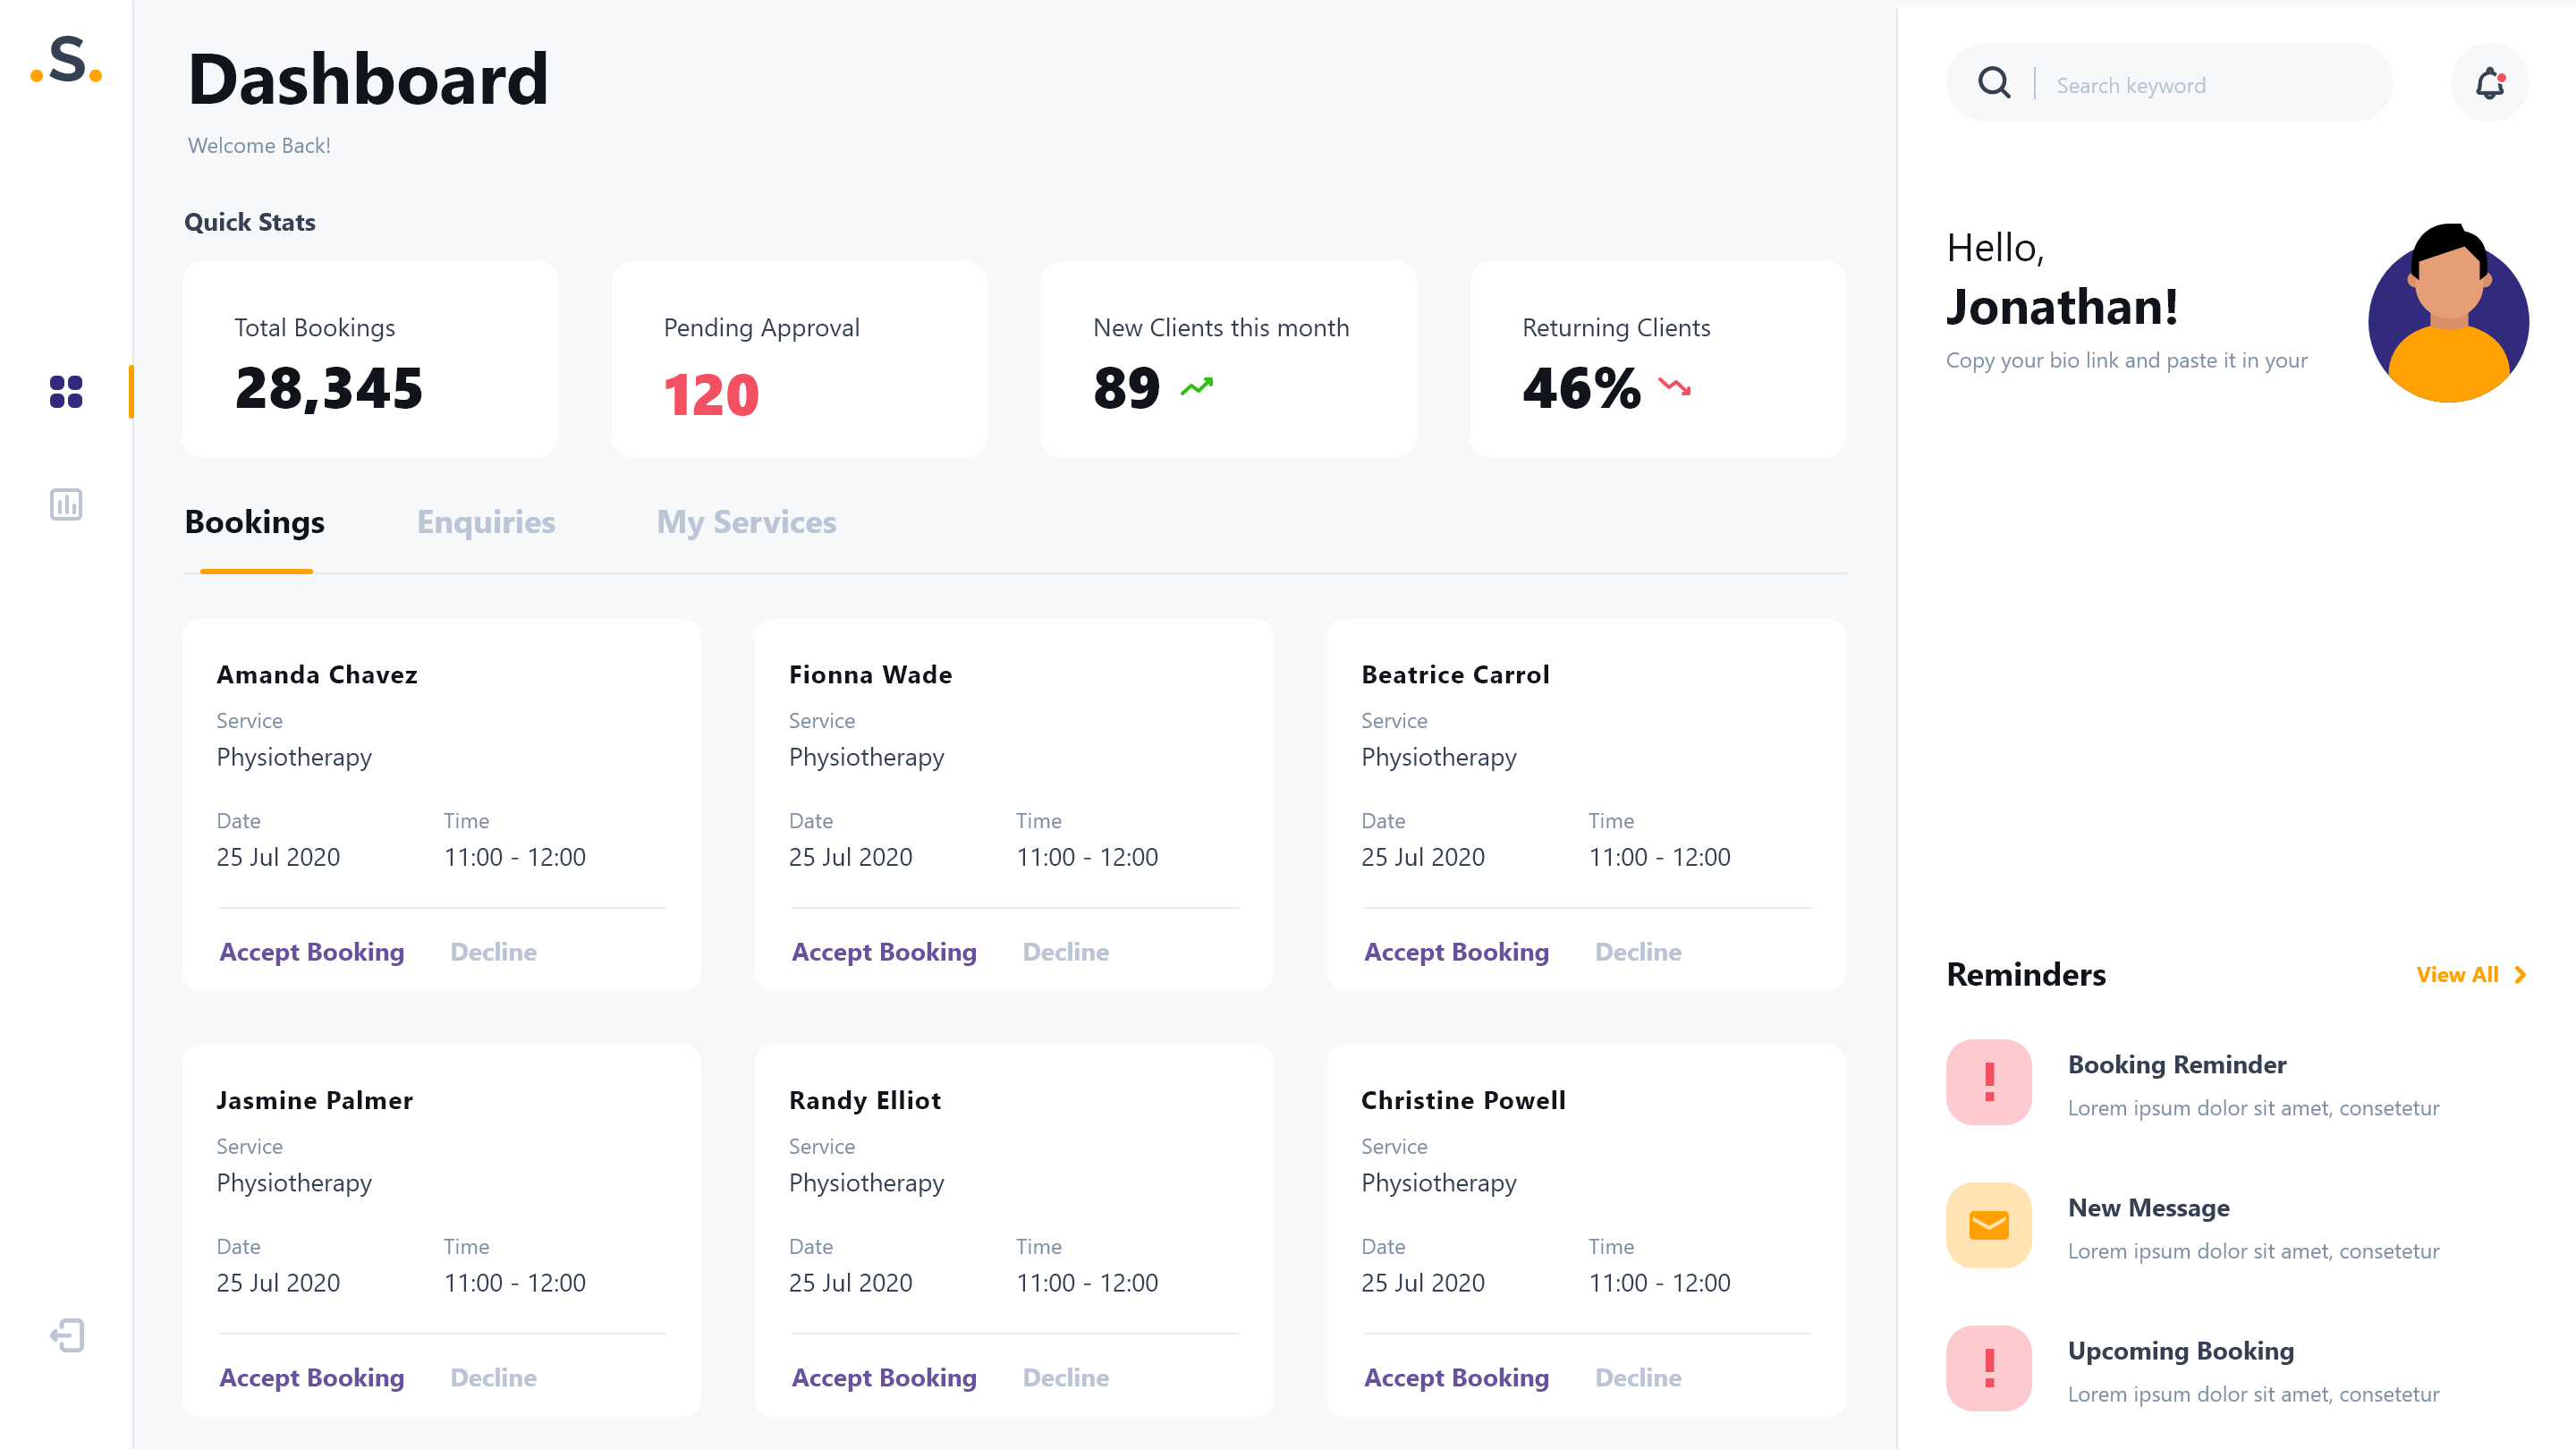 .S.
Dashboard
Welcome Back!
Quick Stats
Total Bookings
28,345
Pending Approval
120
New Clients this month
89
Returning Clients
46%
Bookings Enquiries My Services
Amanda Chavez
Service
Physiotherapy
Date Time
25 Jul 2020 11:00 - 12:00
Accept Booking Decline
Fionna Wade
Service
Physiotherapy
Date Time
25 Jul 2020 11:00 - 12:00
Accept Booking Decline
Beatrice Carrol
Service
Physiotherapy
Date Time
25 Jul 2020 11:00 - 12:00
Accept Booking Decline
Jasmine Palmer
Service
Physiotherapy
Date Time
25 Jul 2020 11:00 - 12:00
Accept Booking Decline
Randy Elliot
Service
Physiotherapy
Date Time
25 Jul 2020 11:00 - 12:00
Accept Booking Decline
Christine Powell
Service
Physiotherapy
Date Time
25 Jul 2020 11:00 - 12:00
Accept Booking Decline
Search keyword
Hello,
Jonathan!
Copy your bio link and paste it in your
Reminders View All
Booking Reminder
Lorem ipsum dolor sit amet, consetetur
New Message
Lorem ipsum dolor sit amet, consetetur
Upcoming Booking
Lorem ipsum dolor sit amet, consetetur